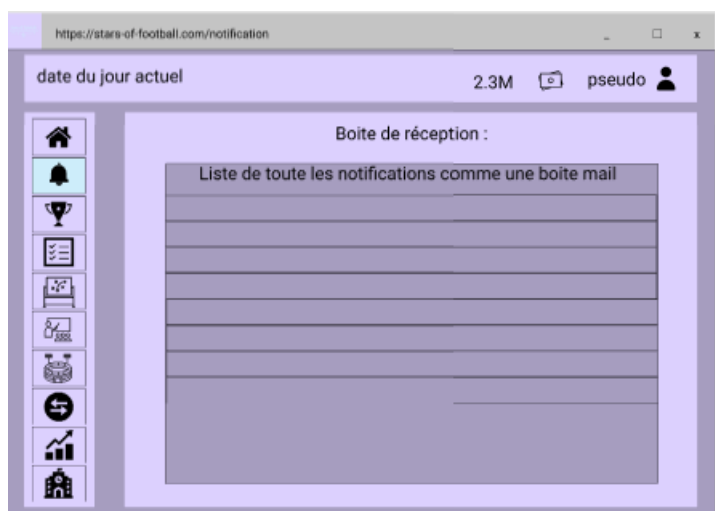 https://stars-of-football.com/notification
date du jour actuel
2.3M
pseudo
Boite de réception :
Liste de toute les notifications comme une boite mail